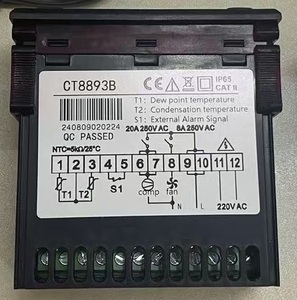 CT8893B
CE IP65
CAT R
T1: Dew point temperature
T2: Condensation temperature
S1: External Alarm Signal
240809020224
QC PASSED
20A 250V AC 8A 250V AC
NTC=5kΩ/25°C
1 2 3 4 5 6 7 8 9 10 11 12
T1 T2 S1 comp fan
N L 220V AC